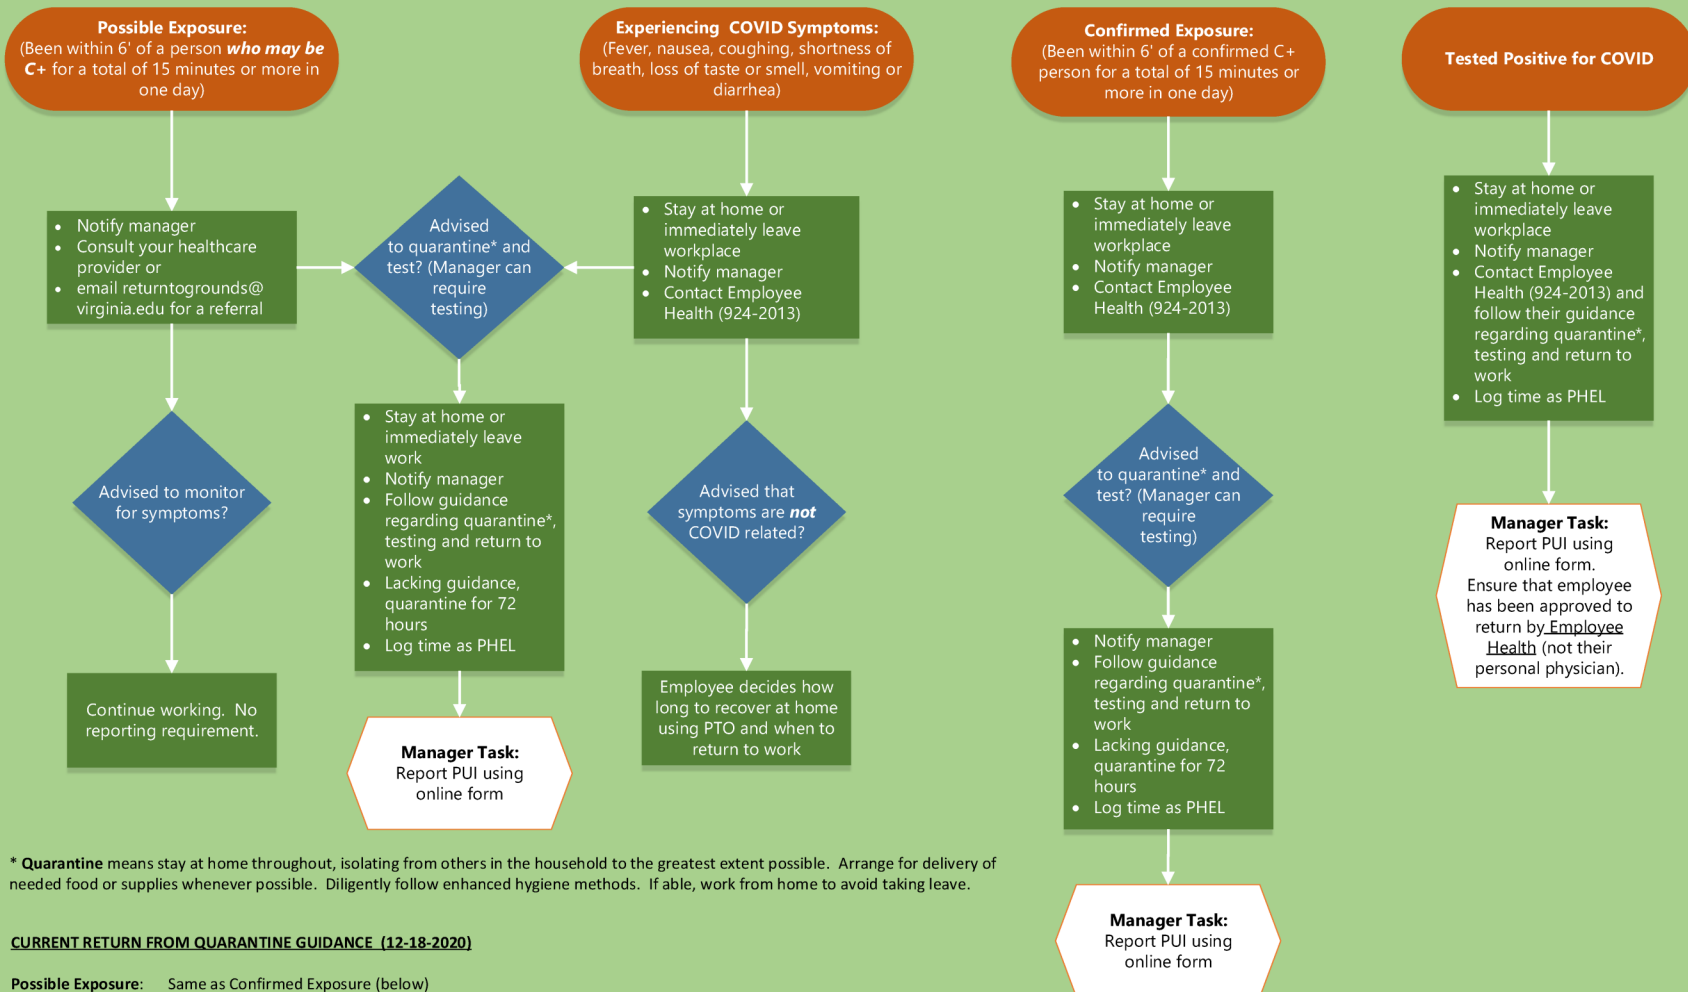 Possible Exposure:
(Been within 6' of a person who may be
C+ for a total of 15 minutes or more in
one day)
Experiencing COVID Symptoms:
(Fever, nausea, coughing, shortness of
breath, loss of taste or smell, vomiting or
diarrhea)
Confirmed Exposure:
(Been within 6' of a confirmed C+
person for a total of 15 minutes or
more in one day)
Tested Positive for COVID
• Notify manager
• Consult your healthcare
provider or
• email returntogrounds@
virginia.edu for a referral
Advised
to quarantine* and
test? (Manager can
require
testing)
• Stay at home or
immediately leave
workplace
• Notify manager
• Contact Employee
Health (924-2013)
• Stay at home or
immediately leave
workplace
• Notify manager
• Contact Employee
Health (924-2013)
• Stay at home or
immediately leave
workplace
• Notify manager
• Contact Employee
Health (924-2013) and
follow their guidance
regarding quarantine*,
testing and return to
work
• Log time as PHEL
Advised to monitor
for symptoms?
• Stay at home or
immediately leave
work
• Notify manager
• Follow guidance
regarding quarantine*,
testing and return to
work
• Lacking guidance,
quarantine for 72
hours
• Log time as PHEL
Advised that
symptoms are not
COVID related?
Advised
to quarantine* and
test? (Manager can
require
testing)
Manager Task:
Report PUI using
online form.
Ensure that employee
has been approved to
return by Employee
Health (not their
personal physician).
Continue working. No
reporting requirement.
Manager Task:
Report PUI using
online form
Employee decides how
long to recover at home
using PTO and when to
return to work
• Notify manager
• Follow guidance
regarding quarantine*,
testing and return to
work
• Lacking guidance,
quarantine for 72
hours
• Log time as PHEL
Manager Task:
Report PUI using
online form
* Quarantine means stay at home throughout, isolating from others in the household to the greatest extent possible. Arrange for delivery of
needed food or supplies whenever possible. Diligently follow enhanced hygiene methods. If able, work from home to avoid taking leave.
CURRENT RETURN FROM QUARANTINE GUIDANCE (12-18-2020)
Possible Exposure: Same as Confirmed Exposure (below)